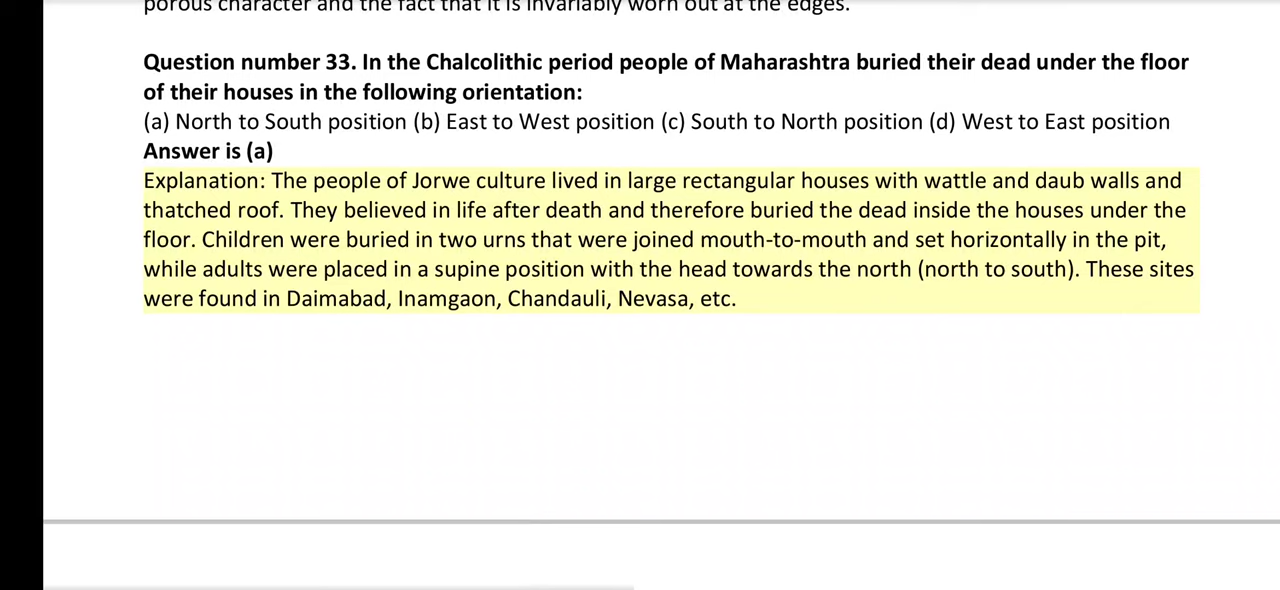 porous character and the fact that it is invariably worn out at the edges.
Question number 33. In the Chalcolithic period people of Maharashtra buried their dead under the floor
of their houses in the following orientation:
(a) North to South position (b) East to West position (c) South to North position (d) West to East position
Answer is (a)
Explanation: The people of Jorwe culture lived in large rectangular houses with wattle and daub walls and
thatched roof. They believed in life after death and therefore buried the dead inside the houses under the
floor. Children were buried in two urns that were joined mouth-to-mouth and set horizontally in the pit,
while adults were placed in a supine position with the head towards the north (north to south). These sites
were found in Daimabad, Inamgaon, Chandauli, Nevasa, etc.